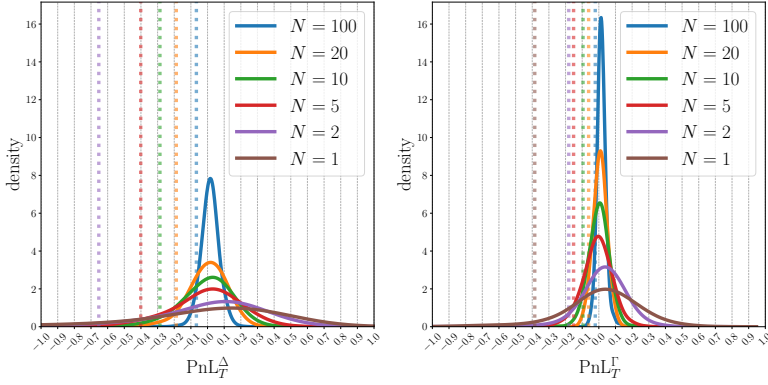 density
16
14
12
10
8
6
4
2
0
N = 100
N = 20
N = 10
N = 5
N = 2
N = 1
-1.0 -0.9 -0.8 -0.7 -0.6 -0.5 -0.4 -0.3 -0.2 -0.1 0.0 0.1 0.2 0.3 0.4 0.5 0.6 0.7 0.8 0.9 1.0
PnL_T^Δ
density
16
14
12
10
8
6
4
2
0
N = 100
N = 20
N = 10
N = 5
N = 2
N = 1
-1.0 -0.9 -0.8 -0.7 -0.6 -0.5 -0.4 -0.3 -0.2 -0.1 0.0 0.1 0.2 0.3 0.4 0.5 0.6 0.7 0.8 0.9 1.0
PnL_T^Γ